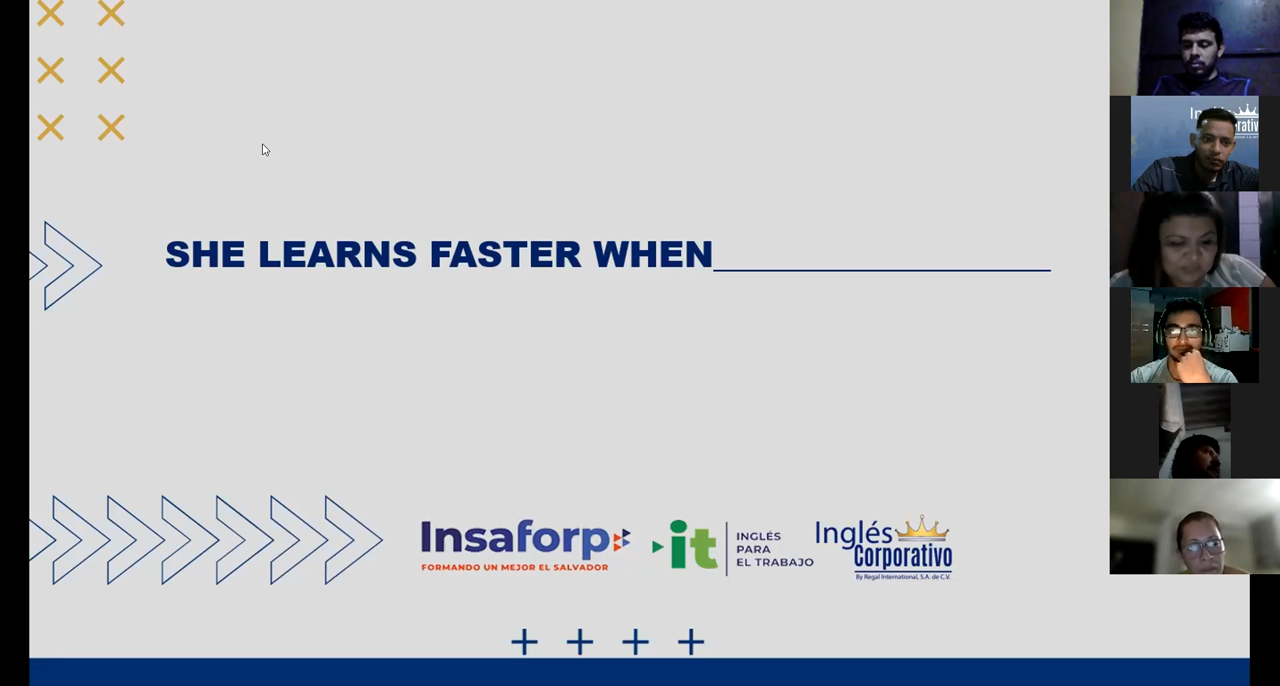 SHE LEARNS FASTER WHEN____________________
Insaforp
FORMANDO UN MEJOR EL SALVADOR
it
INGLÉS
PARA
EL TRABAJO
Inglés
Corporativo
By Regal International, S.A. de C.V.